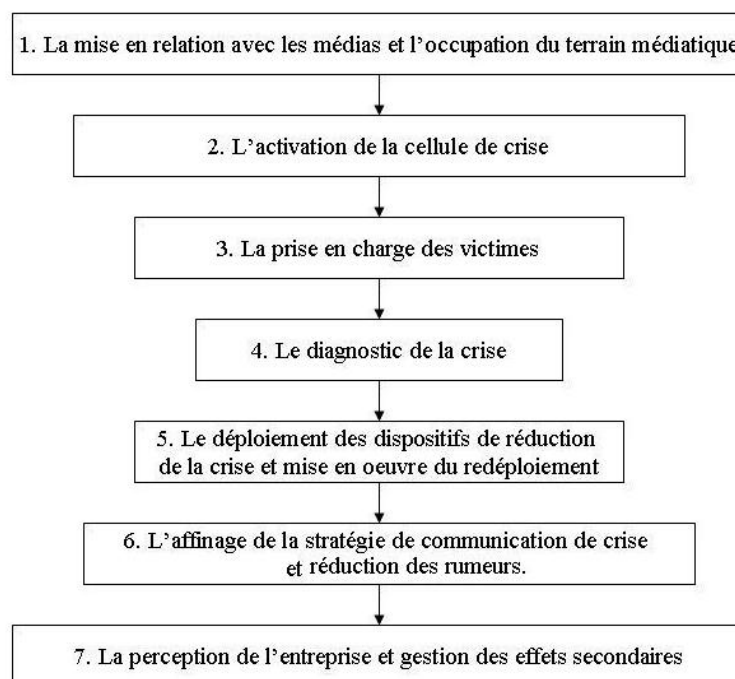 1. La mise en relation avec les médias et l’occupation du terrain médiatique
2. L’activation de la cellule de crise
3. La prise en charge des victimes
4. Le diagnostic de la crise
5. Le déploiement des dispositifs de réduction
de la crise et mise en oeuvre du redéploiement
6. L’affinage de la stratégie de communication de crise
et réduction des rumeurs.
7. La perception de l’entreprise et gestion des effets secondaires